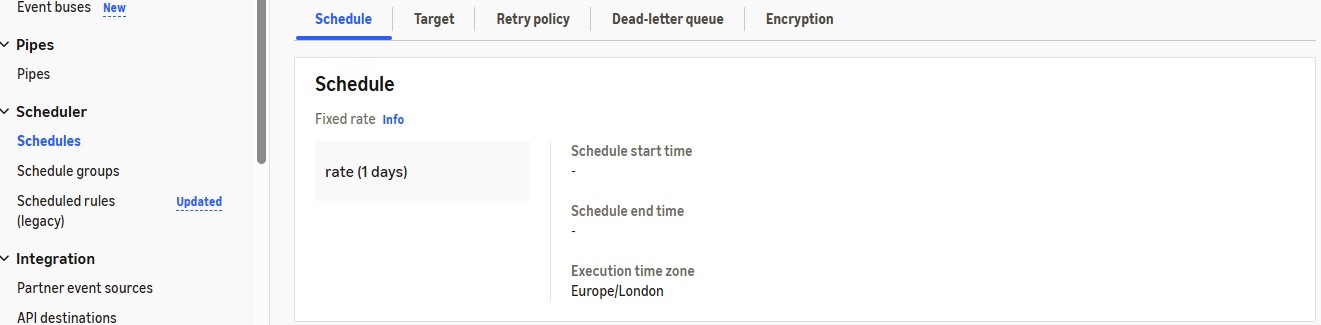 Event buses New
Pipes
Pipes
Scheduler
Schedules
Schedule groups
Scheduled rules Updated
(legacy)
Integration
Partner event sources
API destinations
Schedule Target Retry policy Dead-letter queue Encryption
Schedule
Fixed rate Info
rate (1 days)
Schedule start time
-
Schedule end time
-
Execution time zone
Europe/London